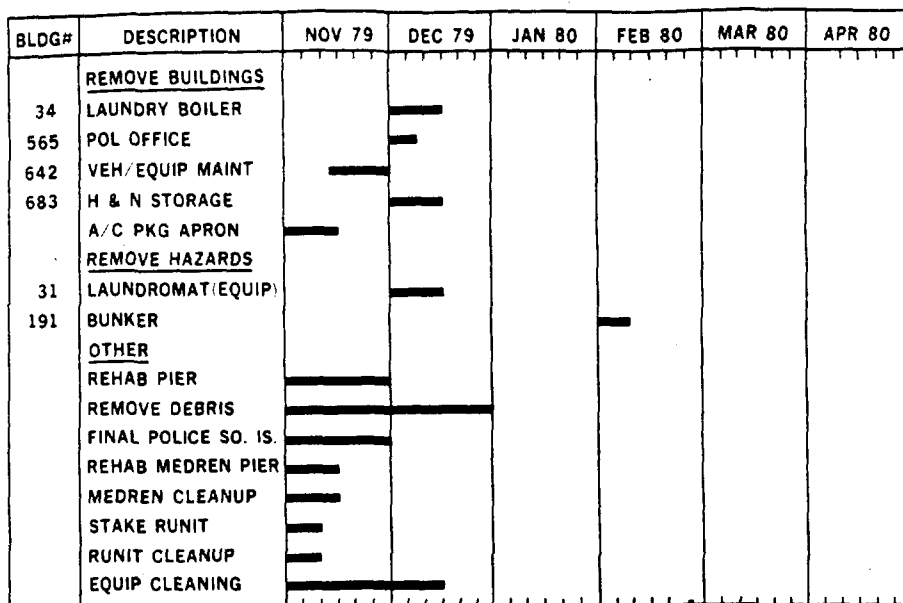 BLDG# DESCRIPTION NOV 79 DEC 79 JAN 80 FEB 80 MAR 80 APR 80
REMOVE BUILDINGS
34 LAUNDRY BOILER
565 POL OFFICE
642 VEH/EQUIP MAINT
683 H & N STORAGE
A/C PKG APRON
REMOVE HAZARDS
31 LAUNDROMAT(EQUIP)
191 BUNKER
OTHER
REHAB PIER
REMOVE DEBRIS
FINAL POLICE SO. IS.
REHAB MEDREN PIER
MEDREN CLEANUP
STAKE RUNIT
RUNIT CLEANUP
EQUIP CLEANING